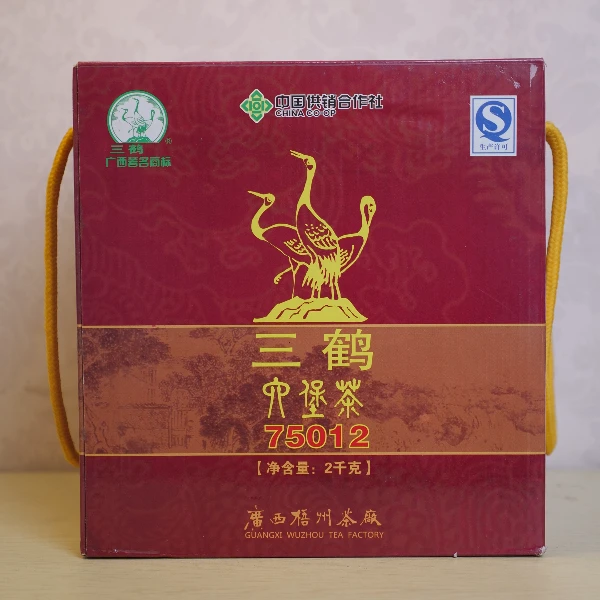 三鹤
®
广西著名商标
中国供销合作社
CHINA CO-OP
生产许可
三鹤
六堡茶
75012
【净含量：2千克】
廣西梧州茶廠
GUANGXI WUZHOU TEA FACTORY